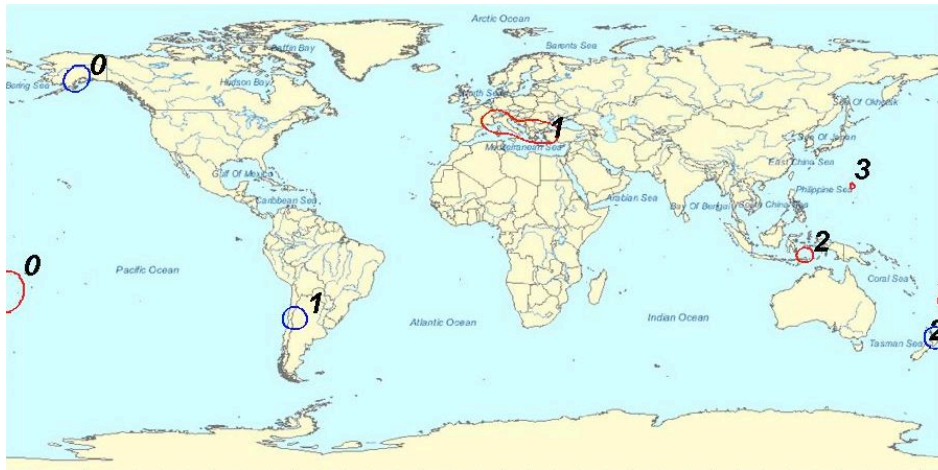 Arctic Ocean
Baffin Bay
Barents Sea
0
Bering Sea
Hudson Bay
North Sea
Sea Of Okhotsk
1
Sea Of Japan
Mediterranean Sea
East China Sea
3
Gulf Of Mexico
Philippine Sea
Caribbean Sea
Arabian Sea
Bay Of Bengal
South China Sea
2
0
Pacific Ocean
Coral Sea
1
Atlantic Ocean
Indian Ocean
2
Tasman Sea